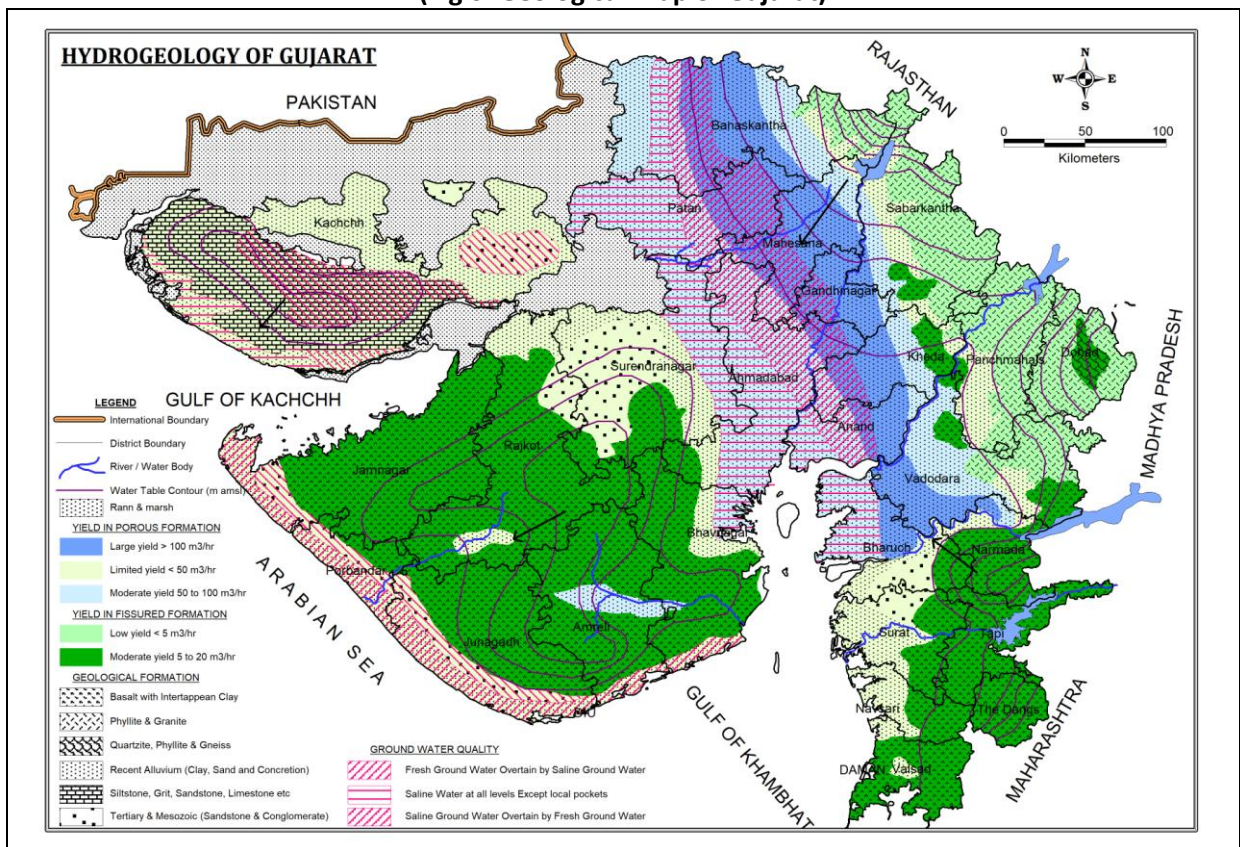 HYDROGEOLOGY OF GUJARAT
PAKISTAN
RAJASTHAN
N
W
E
S
0 50 100
Kilometers
Banaskantha
Kachchh
Patan
Sabarkantha
Mahesana
Gandhinagar
Surendranagar
Ahmadabad
Kheda
Panchmahals
Dohad
MADHYA PRADESH
GULF OF KACHCHH
Rajkot
Jamnagar
Anand
Vadodara
Bhavnagar
Bharuch
Narmada
Porbandar
ARABIAN SEA
Junagadh
Amreli
Surat
Tapi
DIU
GULF OF KHAMBHAT
Navsari
The Dangs
MAHARASHTRA
DAMAN
Valsad
LEGEND
International Boundary
District Boundary
River / Water Body
Water Table Contour (m amsl)
Rann & marsh
YIELD IN POROUS FORMATION
Large yield > 100 m3/hr
Limited yield < 50 m3/hr
Moderate yield 50 to 100 m3/hr
YIELD IN FISSURED FORMATION
Low yield < 5 m3/hr
Moderate yield 5 to 20 m3/hr
GEOLOGICAL FORMATION
Basalt with Intertappean Clay
Phyllite & Granite
Quartzite, Phyllite & Gneiss
Recent Alluvium (Clay, Sand and Concretion)
Siltstone, Grit, Sandstone, Limestone etc
Tertiary & Mesozoic (Sandstone & Conglomerate)
GROUND WATER QUALITY
Fresh Ground Water Overtain by Saline Ground Water
Saline Water at all levels Except local pockets
Saline Ground Water Overtain by Fresh Ground Water